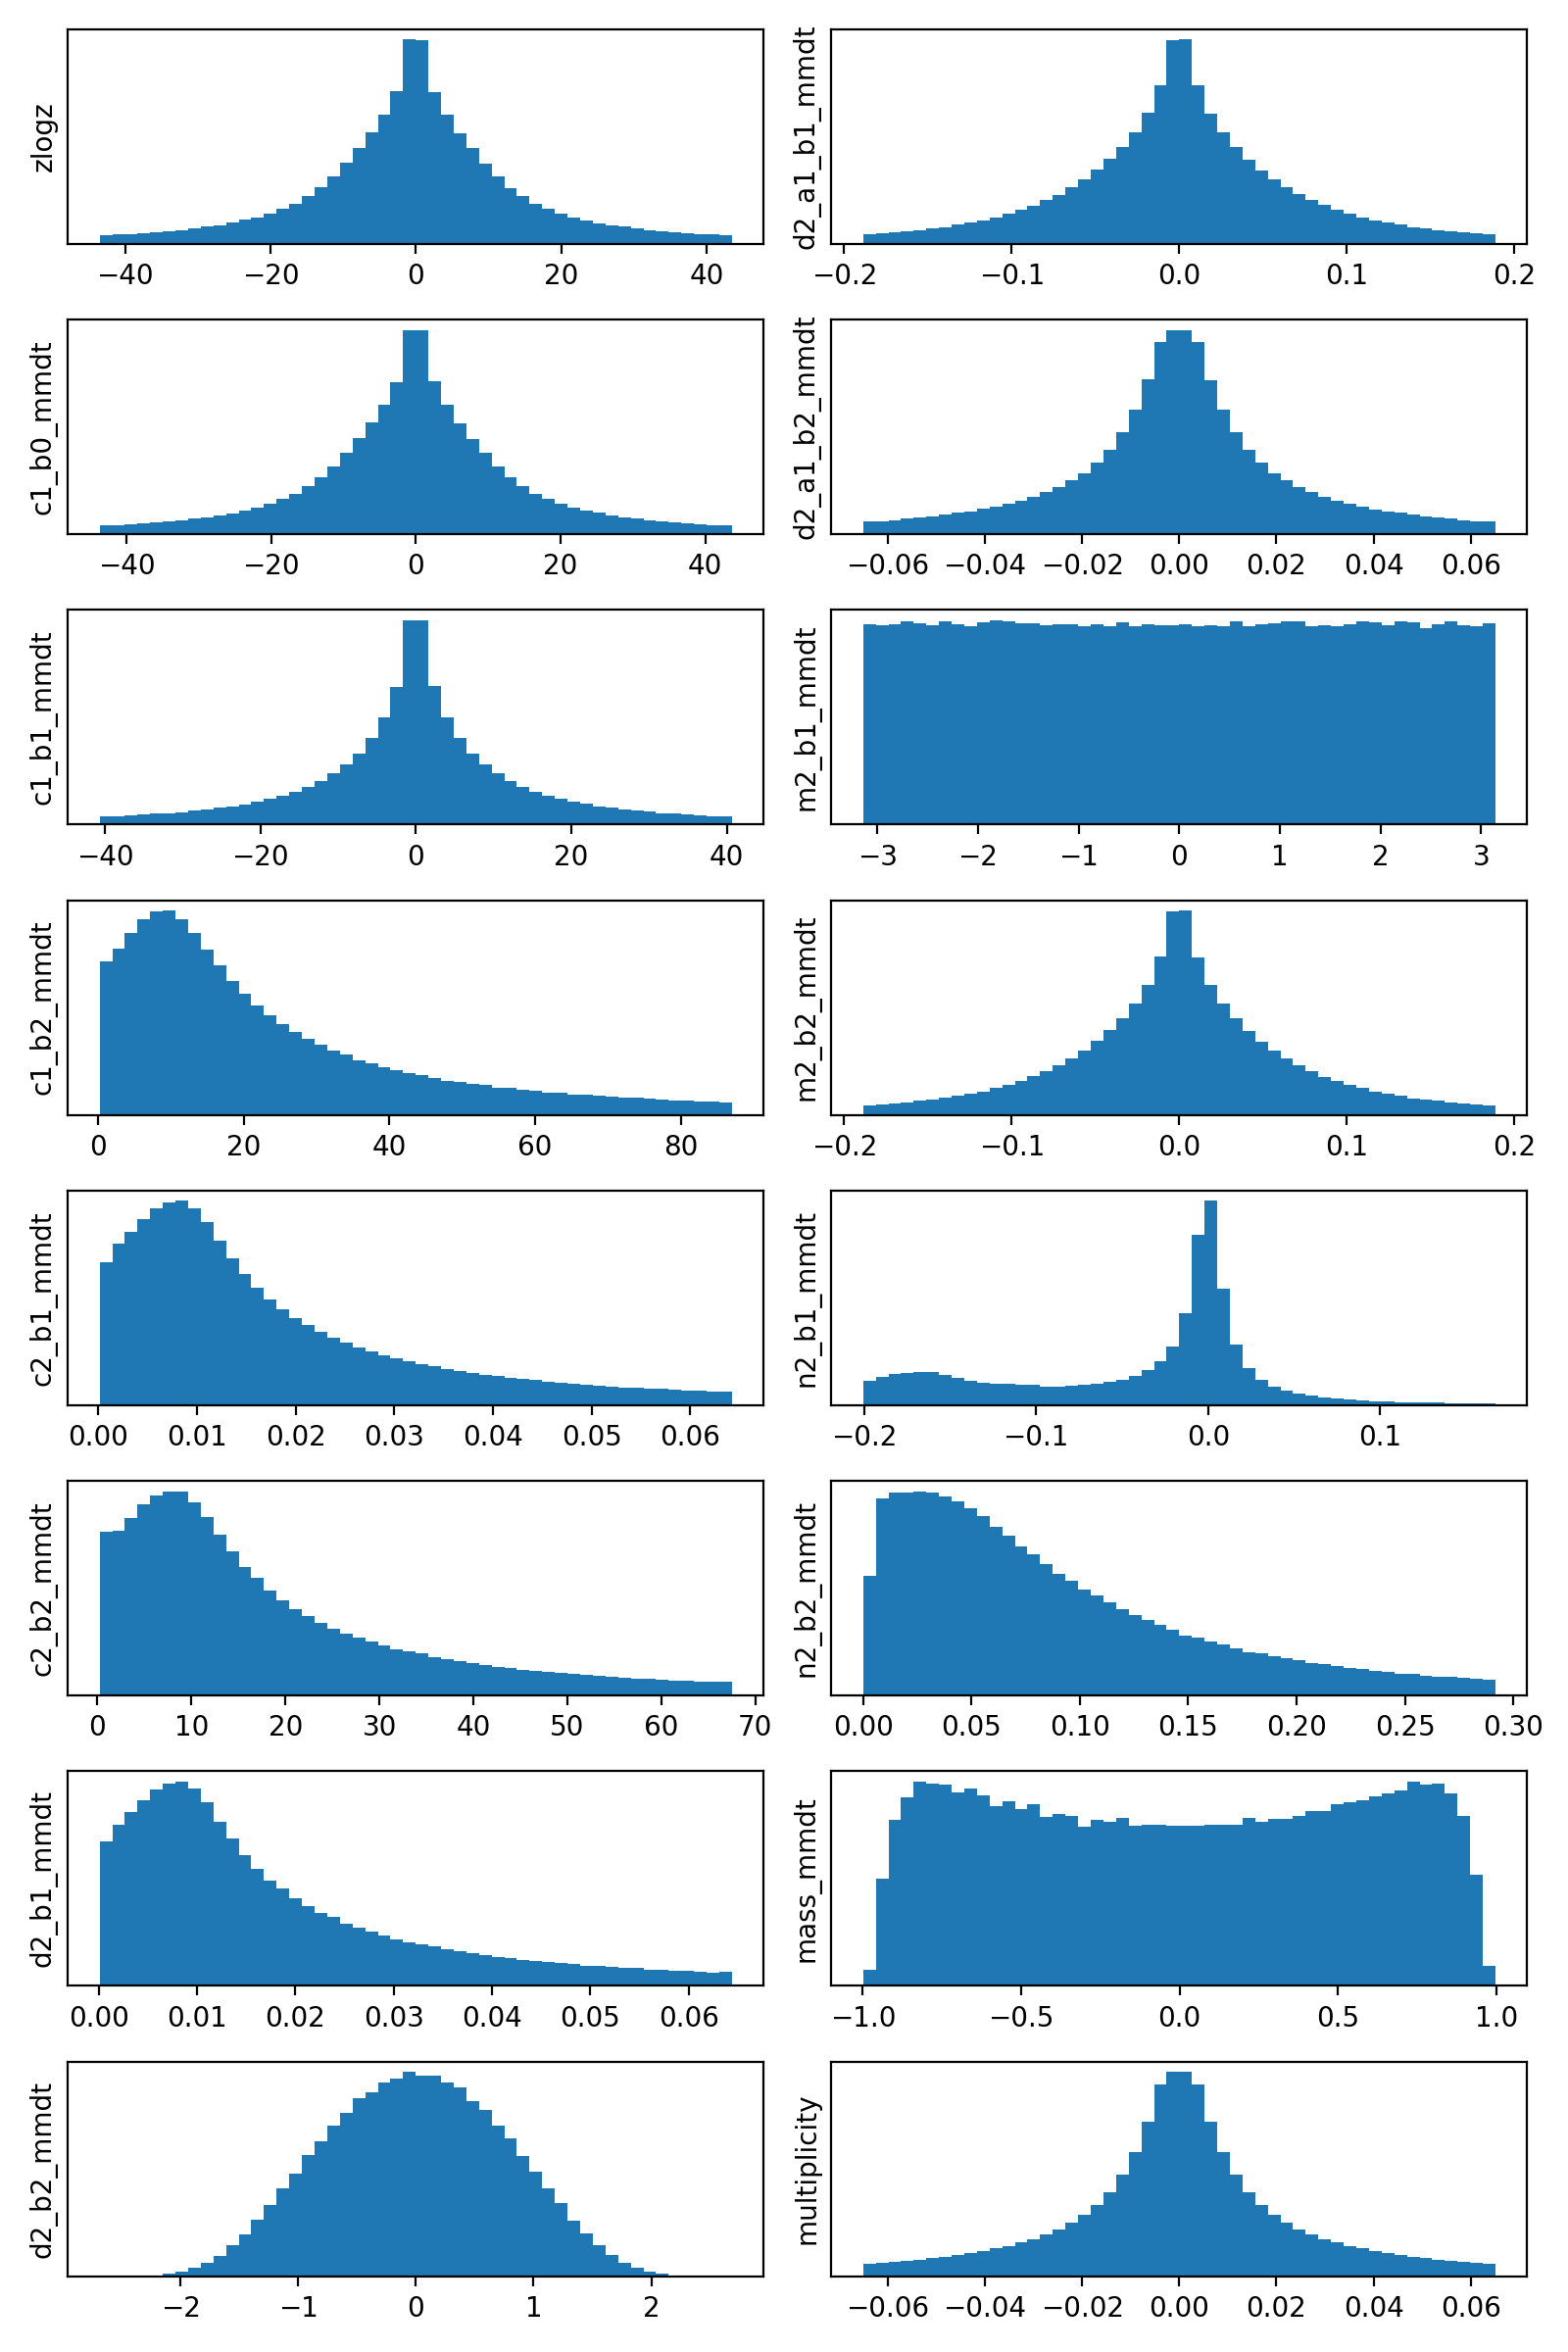 zlogz
−40 −20 0 20 40
d2_a1_b1_mmdt
−0.2 −0.1 0.0 0.1 0.2
c1_b0_mmdt
−40 −20 0 20 40
d2_a1_b2_mmdt
−0.06 −0.04 −0.02 0.00 0.02 0.04 0.06
c1_b1_mmdt
−40 −20 0 20 40
m2_b1_mmdt
−3 −2 −1 0 1 2 3
c1_b2_mmdt
0 20 40 60 80
m2_b2_mmdt
−0.2 −0.1 0.0 0.1 0.2
c2_b1_mmdt
0.00 0.01 0.02 0.03 0.04 0.05 0.06
n2_b1_mmdt
−0.2 −0.1 0.0 0.1
c2_b2_mmdt
0 10 20 30 40 50 60 70
n2_b2_mmdt
0.00 0.05 0.10 0.15 0.20 0.25 0.30
d2_b1_mmdt
0.00 0.01 0.02 0.03 0.04 0.05 0.06
mass_mmdt
−1.0 −0.5 0.0 0.5 1.0
d2_b2_mmdt
−2 −1 0 1 2
multiplicity
−0.06 −0.04 −0.02 0.00 0.02 0.04 0.06